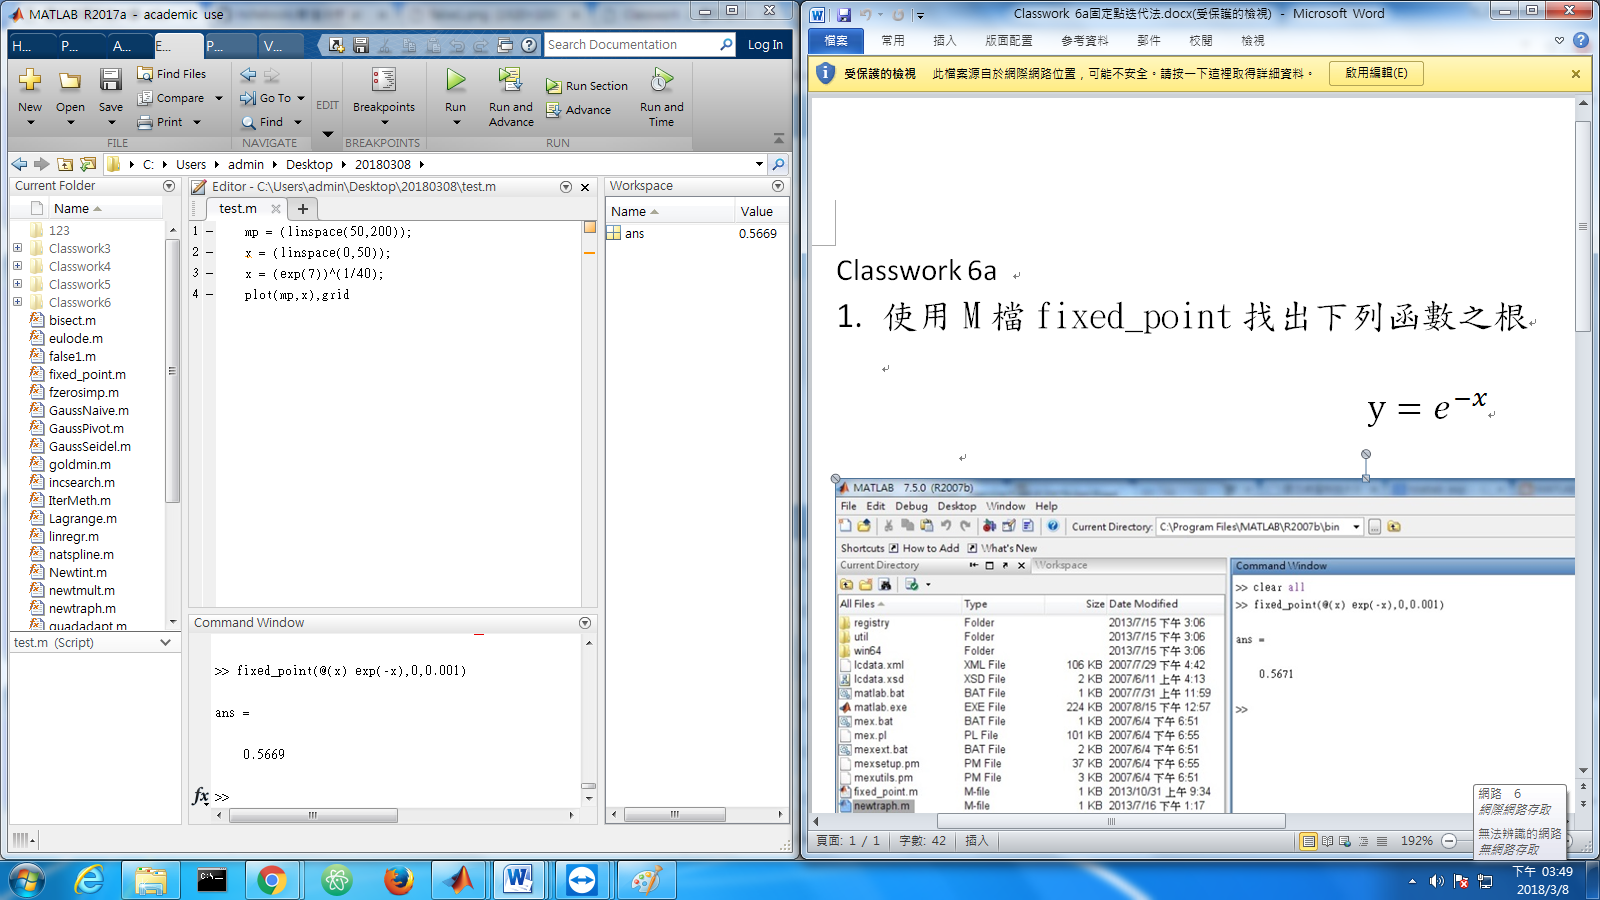 MATLAB R2017a - academic use
H...
P...
A...
E...
P...
V...
Search Documentation
Log In
New
Open
Save
Find Files
Compare
Print
FILE
Go To
Find
NAVIGATE
EDIT
Breakpoints
BREAKPOINTS
Run
Run and
Advance
Run Section
Advance
Run and
Time
RUN
C:
Users
admin
Desktop
20180308
Current Folder
Name
123
Classwork3
Classwork4
Classwork5
Classwork6
bisect.m
eulode.m
false1.m
fixed_point.m
fzerosimp.m
GaussNaive.m
GaussPivot.m
GaussSeidel.m
goldmin.m
incsearch.m
IterMeth.m
Lagrange.m
linregr.m
natspline.m
Newtint.m
newtmult.m
newtraph.m
quadadapt.m
test.m (Script)
Editor - C:\Users\admin\Desktop\20180308\test.m
test.m
+
1 – mp = (linspace(50,200));
2 – x = (linspace(0,50));
3 – x = (exp(7))^(1/40);
4 – plot(mp,x),grid
Command Window
>> fixed_point(@(x) exp(-x),0,0.001)
ans =
0.5669
fx >>
Workspace
Name
Value
ans
0.5669
Classwork 6a固定點迭代法.docx(受保護的檢視) - Microsoft Word
檔案
常用
插入
版面配置
參考資料
郵件
校閱
檢視
受保護的檢視
此檔案源自於網際網路位置，可能不安全。請按一下這裡取得詳細資料。
啟用編輯(E)
Classwork 6a
1. 使用 M 檔 fixed_point 找出下列函數之根
y = e^{-x}
MATLAB 7.5.0 (R2007b)
File Edit Debug Desktop Window Help
Current Directory: C:\Program Files\MATLAB\R2007b\bin
Shortcuts How to Add What's New
Current Directory
Workspace
All Files Type Size Date Modified
registry Folder 2013/7/15 下午 3:06
util Folder 2013/7/15 下午 3:06
win64 Folder 2013/7/15 下午 3:06
lcdata.xml XML File 106 KB 2007/7/29 下午 4:42
lcdata.xsd XSD File 2 KB 2007/6/11 上午 4:13
matlab.bat BAT File 1 KB 2007/7/31 上午 11:59
matlab.exe EXE File 224 KB 2007/8/15 下午 12:57
mex.bat BAT File 1 KB 2007/6/4 下午 6:51
mex.pl PL File 101 KB 2007/6/4 下午 6:55
mexext.bat BAT File 2 KB 2007/6/4 下午 6:51
mexsetup.pm PM File 37 KB 2007/6/4 下午 6:55
mexutils.pm PM File 3 KB 2007/6/4 下午 6:51
fixed_point.m M-file 1 KB 2013/10/31 上午 9:34
newtraph.m M-file 1 KB 2013/7/16 下午 1:17
Command Window
>> clear all
>> fixed_point(@(x) exp(-x),0,0.001)
ans =
0.5671
>>
網路 6
網際網路存取
無法辨識的網路
無網路存取
頁面: 1 / 1
字數: 42
插入
192%
下午 03:49
2018/3/8